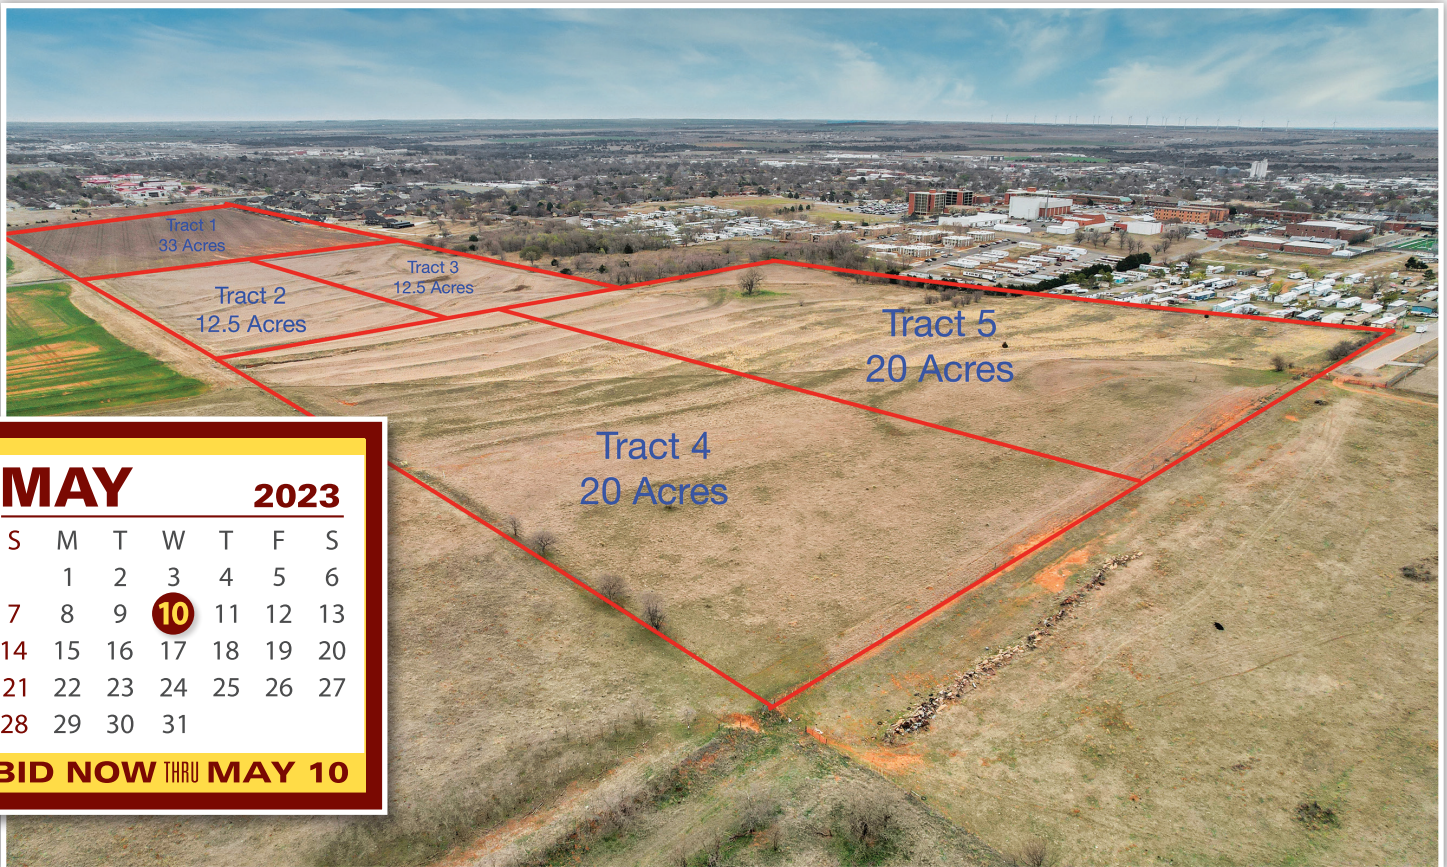 Tract 1
33 Acres
Tract 2
12.5 Acres
Tract 3
12.5 Acres
Tract 5
20 Acres
Tract 4
20 Acres
MAY 2023
S M T W T F S
1 2 3 4 5 6
7 8 9 10 11 12 13
14 15 16 17 18 19 20
21 22 23 24 25 26 27
28 29 30 31
BID NOW THRU MAY 10